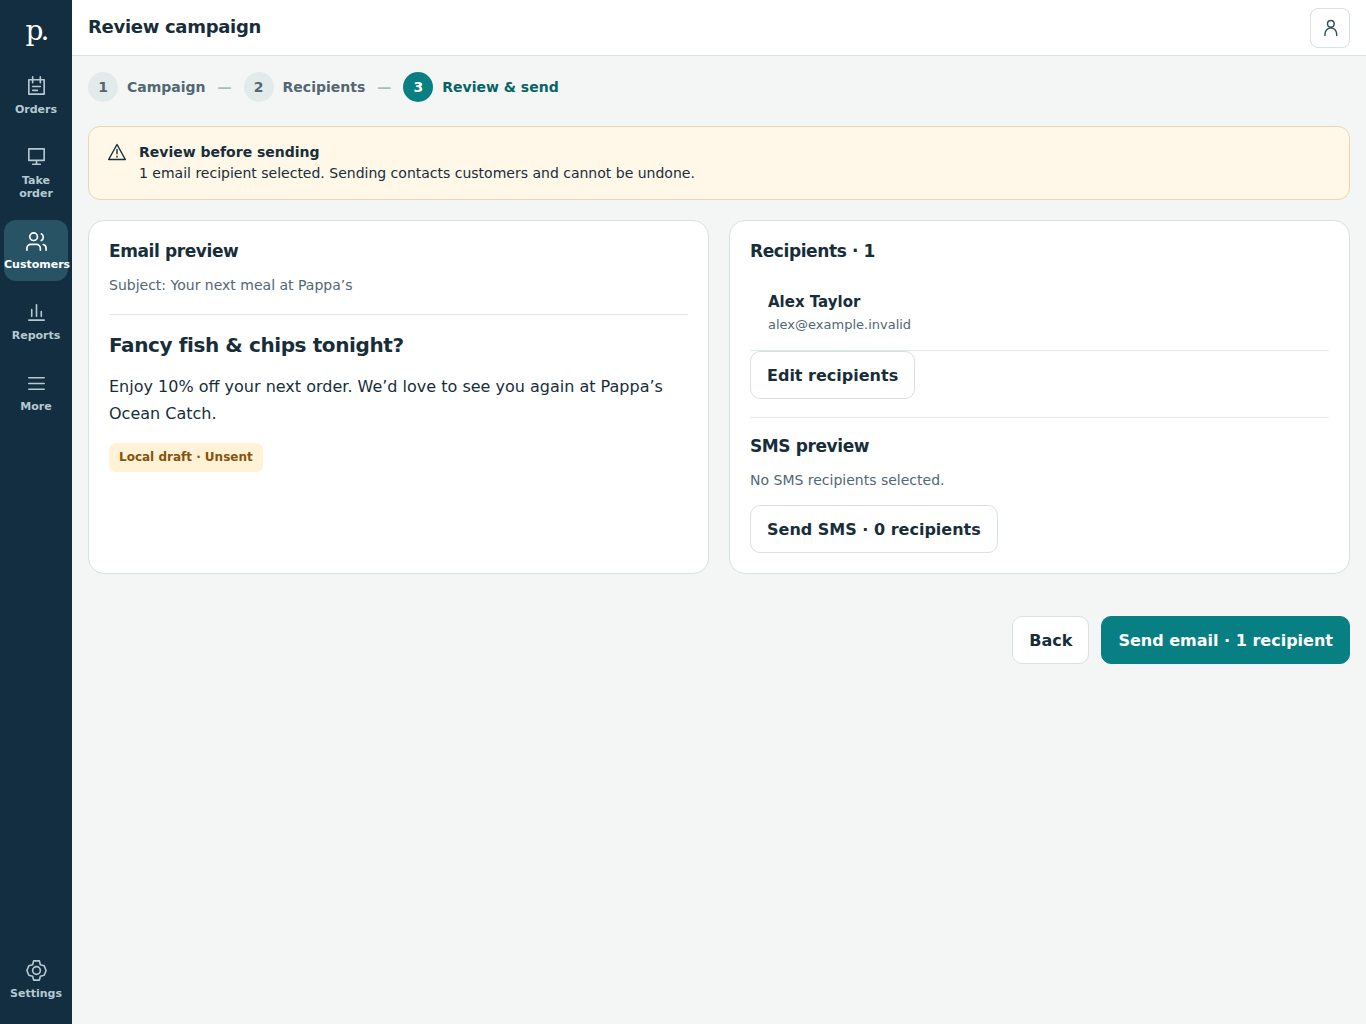 p.
Orders
Take
order
Customers
Reports
More
Settings
Review campaign
1 Campaign — 2 Recipients — 3 Review & send
Review before sending
1 email recipient selected. Sending contacts customers and cannot be undone.
Email preview
Subject: Your next meal at Pappa’s
Fancy fish & chips tonight?
Enjoy 10% off your next order. We’d love to see you again at Pappa’s
Ocean Catch.
Local draft · Unsent
Recipients · 1
Alex Taylor
alex@example.invalid
Edit recipients
SMS preview
No SMS recipients selected.
Send SMS · 0 recipients
Back
Send email · 1 recipient